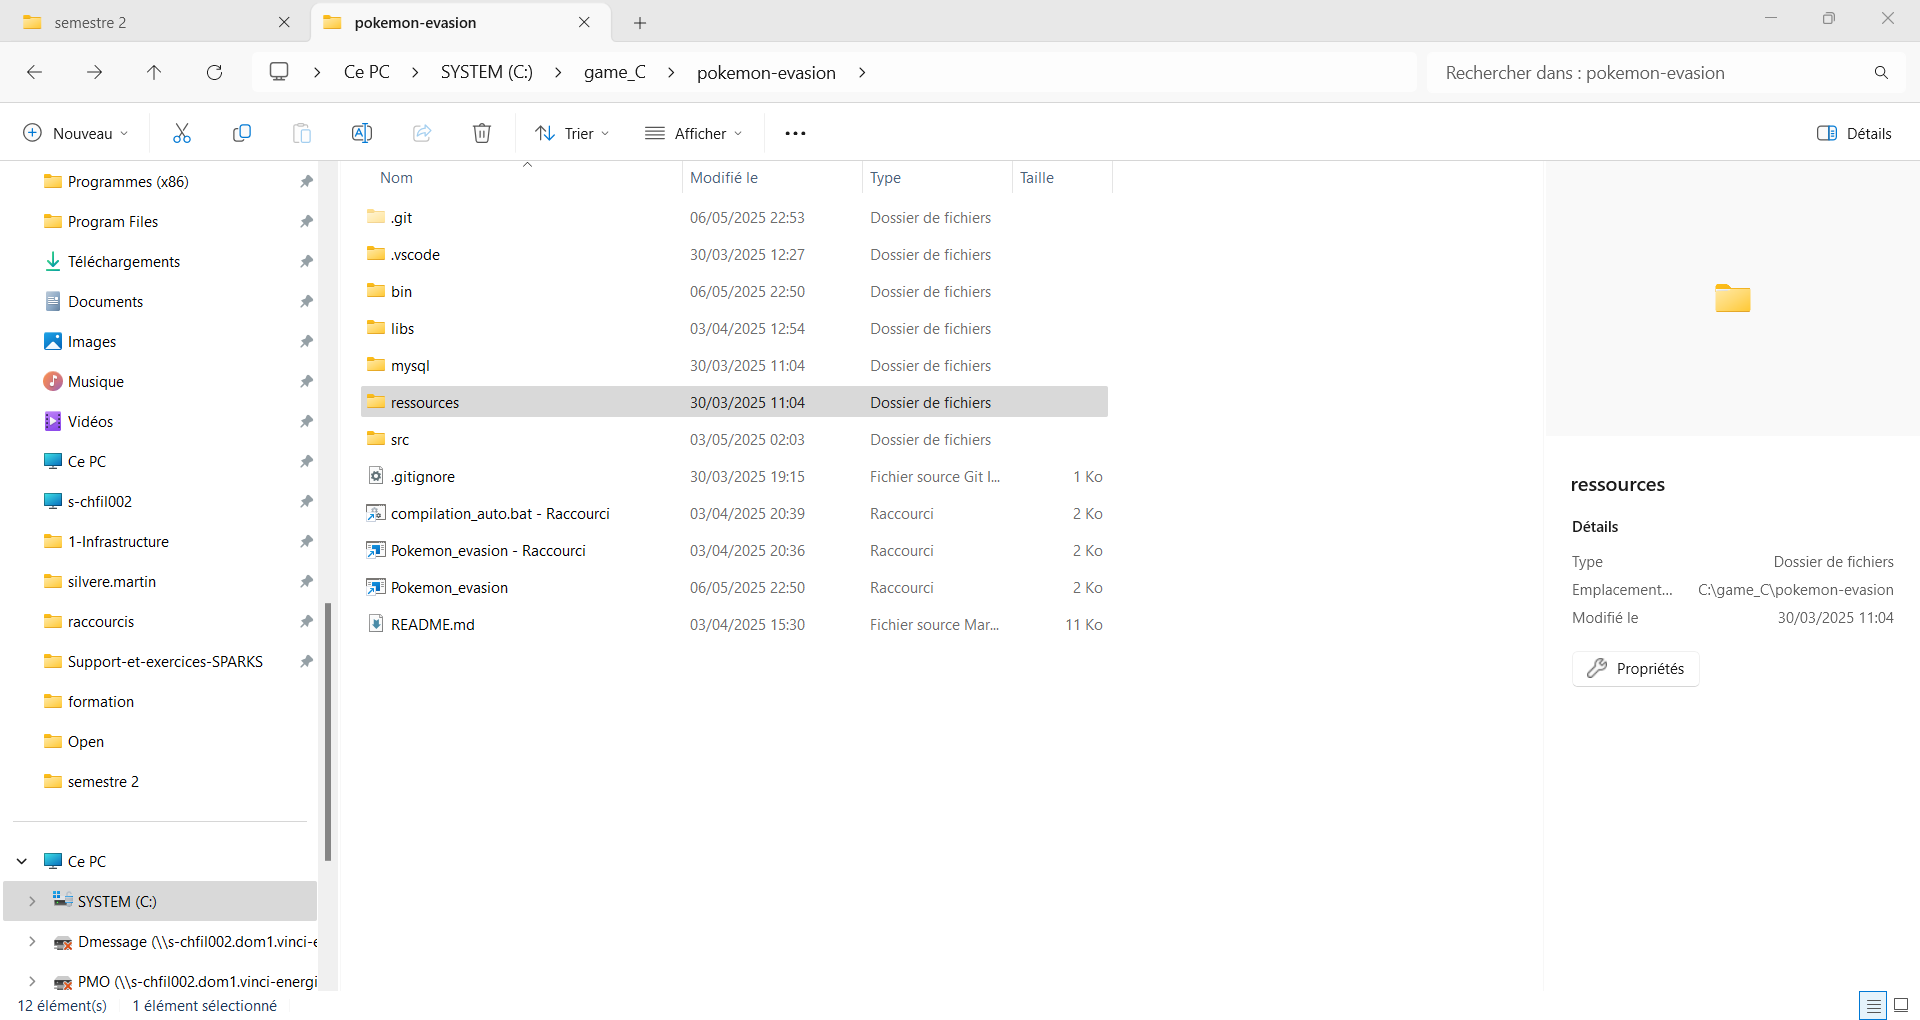 semestre 2
pokemon-evasion
Ce PC
SYSTEM (C:)
game_C
pokemon-evasion
Rechercher dans : pokemon-evasion
Nouveau
Trier
Afficher
Détails
Programmes (x86)
Program Files
Téléchargements
Documents
Images
Musique
Vidéos
Ce PC
s-chfil002
1-Infrastructure
silvere.martin
raccourcis
Support-et-exercices-SPARKS
formation
Open
semestre 2
Ce PC
SYSTEM (C:)
Dmessage (\\s-chfil002.dom1.vinci-e
PMO (\\s-chfil002.dom1.vinci-energi
Nom Modifié le Type Taille
.git 06/05/2025 22:53 Dossier de fichiers
.vscode 30/03/2025 12:27 Dossier de fichiers
bin 06/05/2025 22:50 Dossier de fichiers
libs 03/04/2025 12:54 Dossier de fichiers
mysql 30/03/2025 11:04 Dossier de fichiers
ressources 30/03/2025 11:04 Dossier de fichiers
src 03/05/2025 02:03 Dossier de fichiers
.gitignore 30/03/2025 19:15 Fichier source Git I... 1 Ko
compilation_auto.bat - Raccourci 03/04/2025 20:39 Raccourci 2 Ko
Pokemon_evasion - Raccourci 03/04/2025 20:36 Raccourci 2 Ko
Pokemon_evasion 06/05/2025 22:50 Raccourci 2 Ko
README.md 03/04/2025 15:30 Fichier source Mar... 11 Ko
ressources
Détails
Type Dossier de fichiers
Emplacement... C:\game_C\pokemon-evasion
Modifié le 30/03/2025 11:04
Propriétés
12 élément(s) 1 élément sélectionné